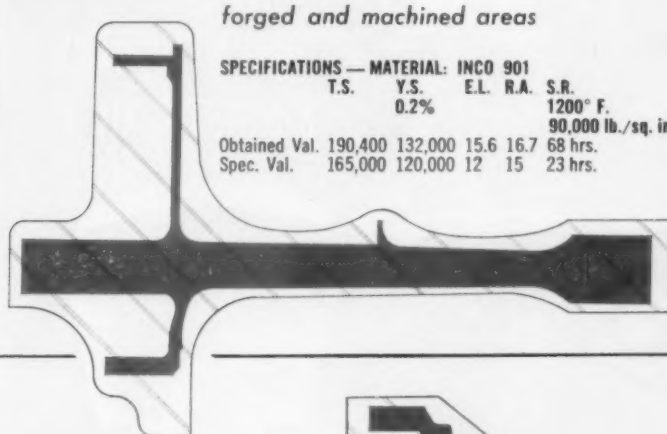 forged and machined areas
SPECIFICATIONS — MATERIAL: INCO 901
T.S. Y.S. E.L. R.A. S.R.
0.2% 1200° F.
90,000 lb./sq. in
Obtained Val. 190,400 132,000 15.6 16.7 68 hrs.
Spec. Val. 165,000 120,000 12 15 23 hrs.